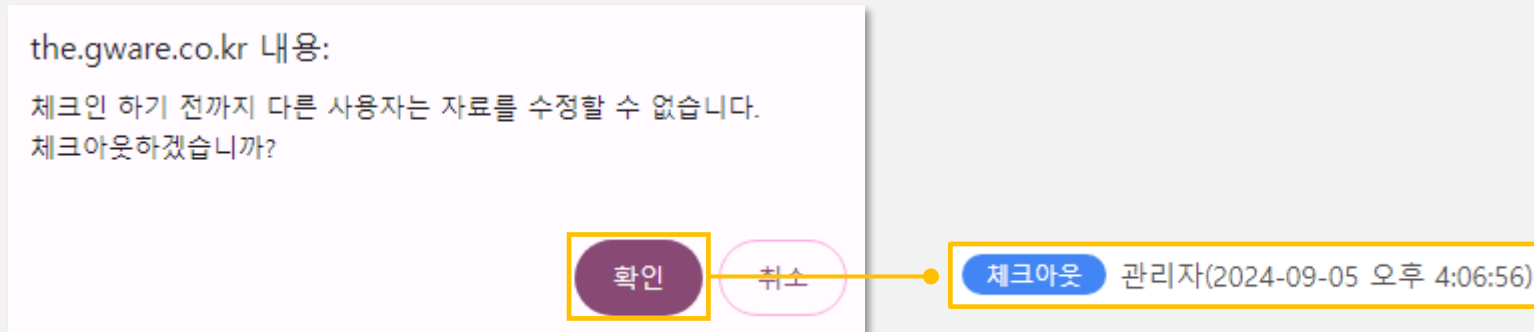 the.gware.co.kr 내용:
체크인 하기 전까지 다른 사용자는 자료를 수정할 수 없습니다.
체크아웃하겠습니까?
확인 취소 체크아웃 관리자(2024-09-05 오후 4:06:56)